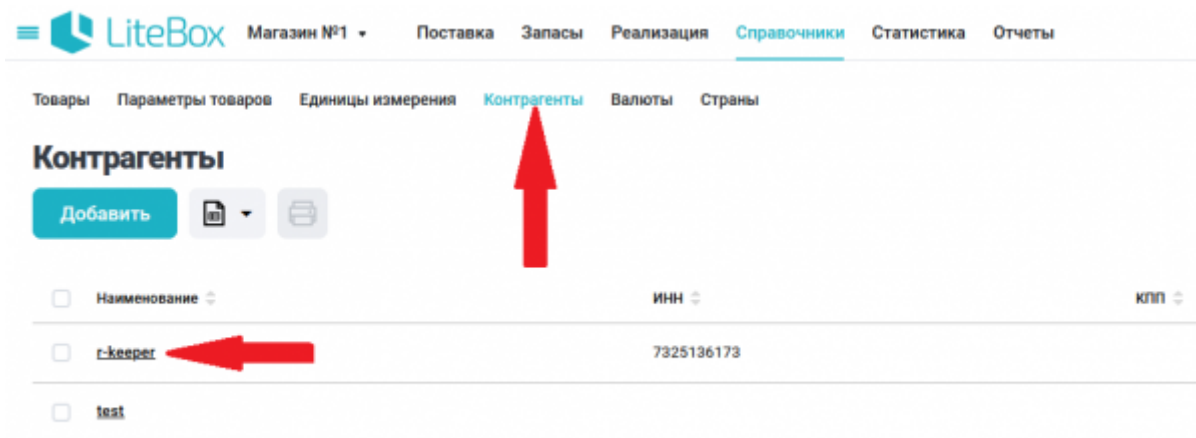 LiteBox Магазин №1 Поставка Запасы Реализация Справочники Статистика Отчеты
Товары Параметры товаров Единицы измерения Контрагенты Валюты Страны
Контрагенты
Добавить
Наименование ИНН КПП
r-keeper 7325136173
test